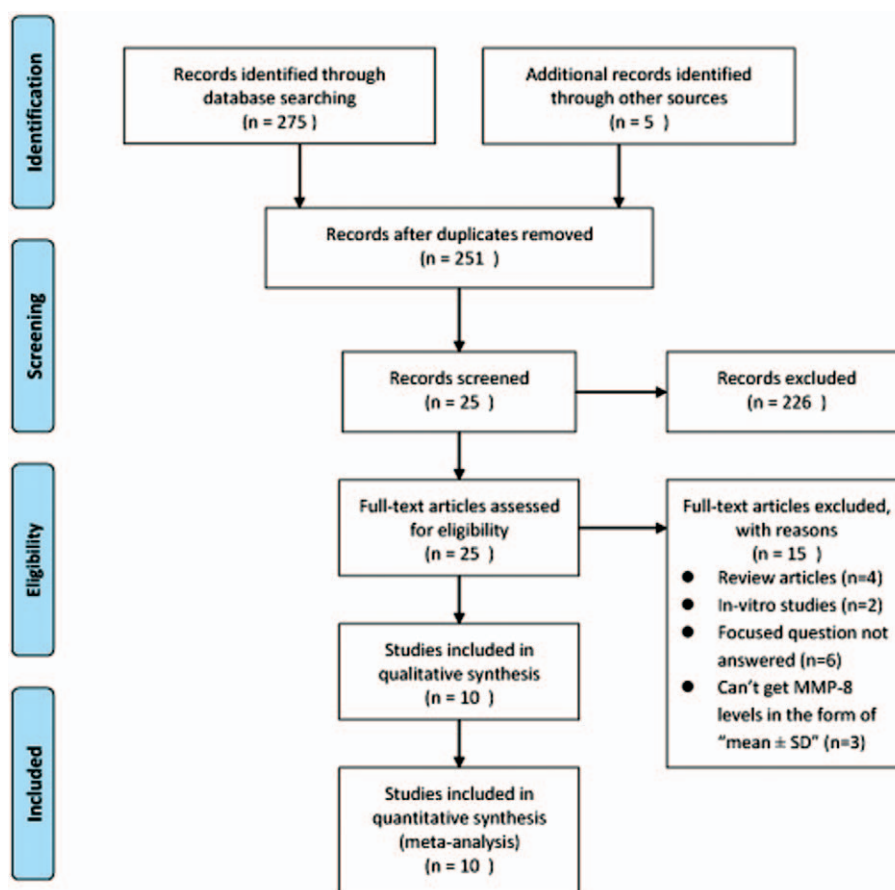 Identification
Records identified through
database searching
(n = 275 )
Additional records identified
through other sources
(n = 5 )
Records after duplicates removed
(n = 251 )
Screening
Records screened
(n = 25 )
Records excluded
(n = 226 )
Eligibility
Full-text articles assessed
for eligibility
(n = 25 )
Full-text articles excluded,
with reasons
(n = 15 )
● Review articles (n=4)
● In-vitro studies (n=2)
● Focused question not
answered (n=6)
● Can't get MMP-8
levels in the form of
"mean ± SD" (n=3)
Studies included in
qualitative synthesis
(n = 10 )
Included
Studies included in
quantitative synthesis
(meta-analysis)
(n = 10 )